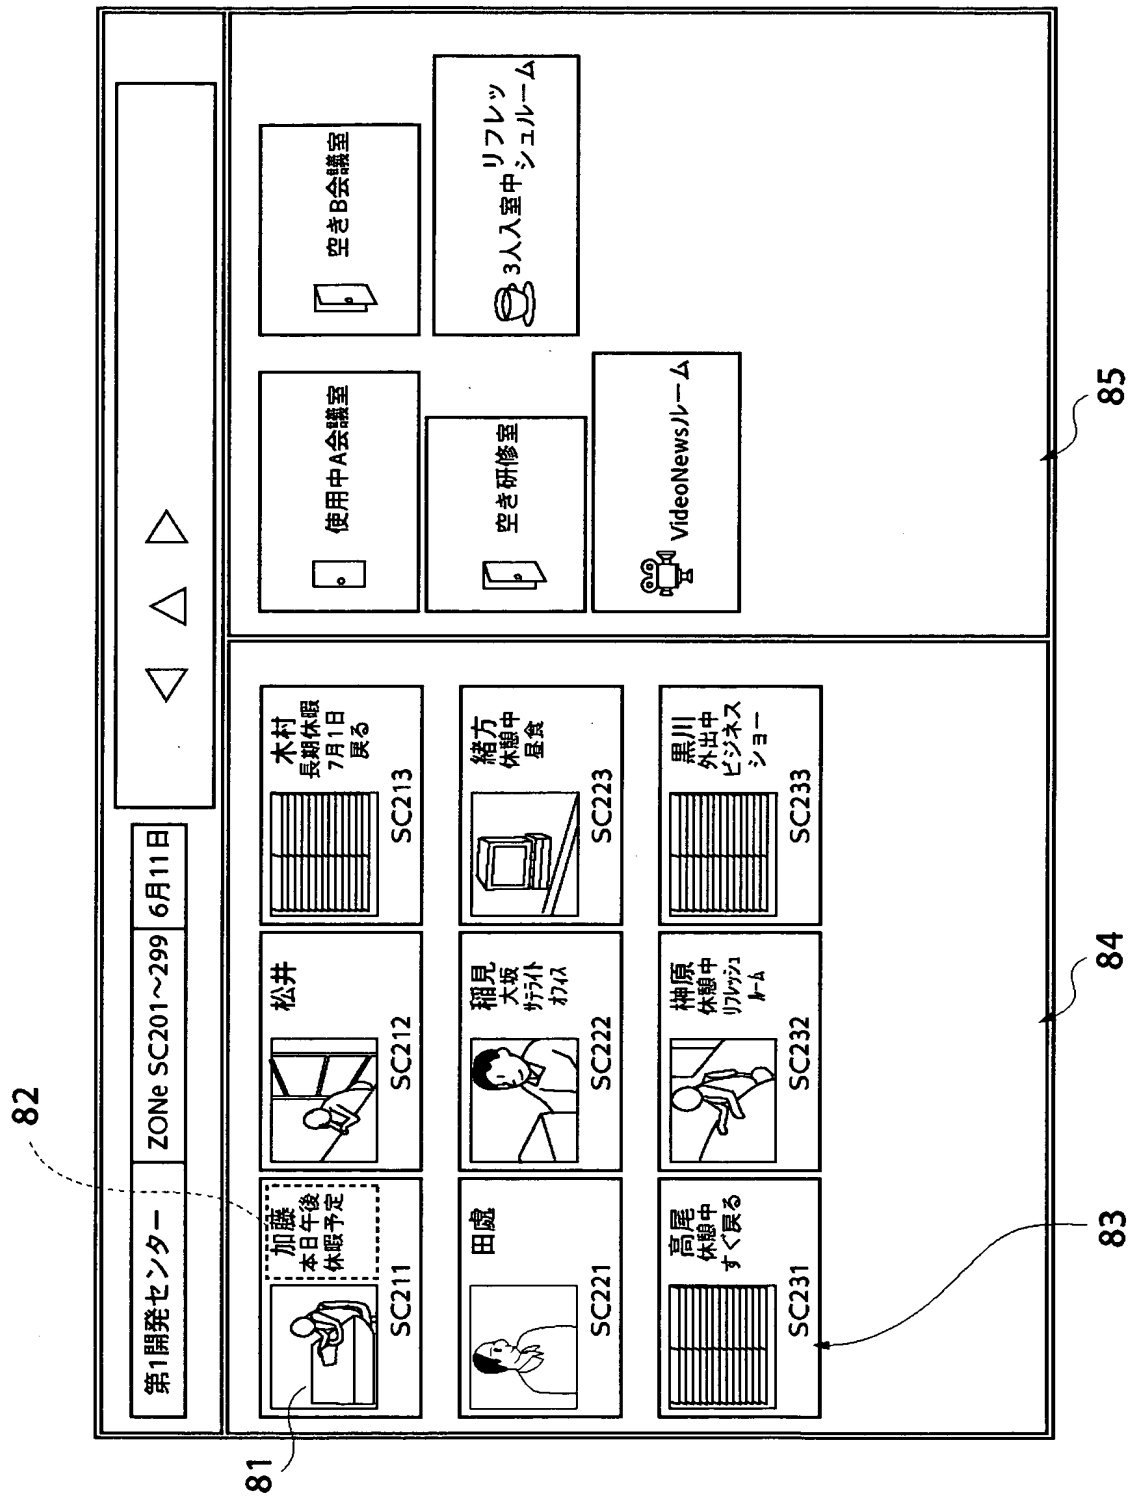 82
81
第1開発センター
ZONe SC201～299
6月11日
加藤
本日午後
休暇予定
SC211
松井
SC212
木村
長期休暇
7月1日
戻る
SC213
田處
SC221
稲見
大坂
サテライト
オフィス
SC222
緒方
休憩中
昼食
SC223
高尾
休憩中
すぐ戻る
SC231
榊原
休憩中
リフレッシュ
ルーム
SC232
黒川
外出中
ビジネス
ショー
SC233
使用中A会議室
空きB会議室
空き研修室
3人入室中
リフレッ
シュルーム
VideoNewsルーム
83
84
85